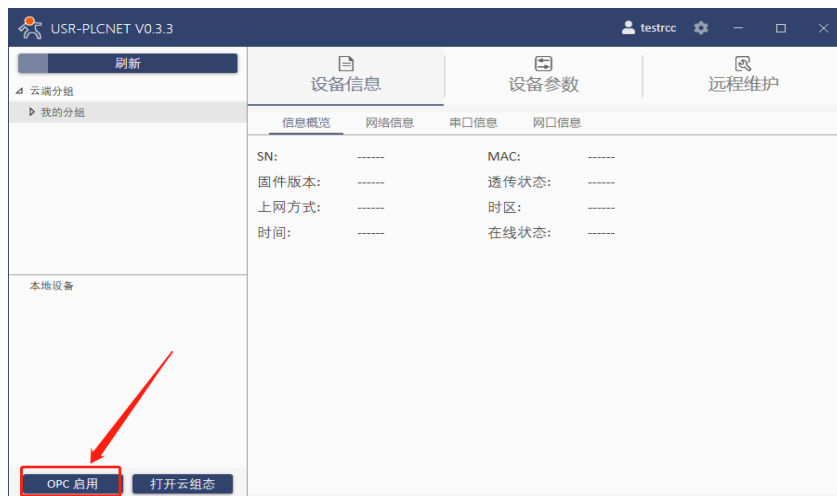 USR-PLCNET V0.3.3
testrcc
刷新
云端分组
我的分组
本地设备
OPC 启用
打开云组态
设备信息
设备参数
远程维护
信息概览
网络信息
串口信息
网口信息
SN: ------
MAC: ------
固件版本: ------
透传状态: ------
上网方式: ------
时区: ------
时间: ------
在线状态: ------